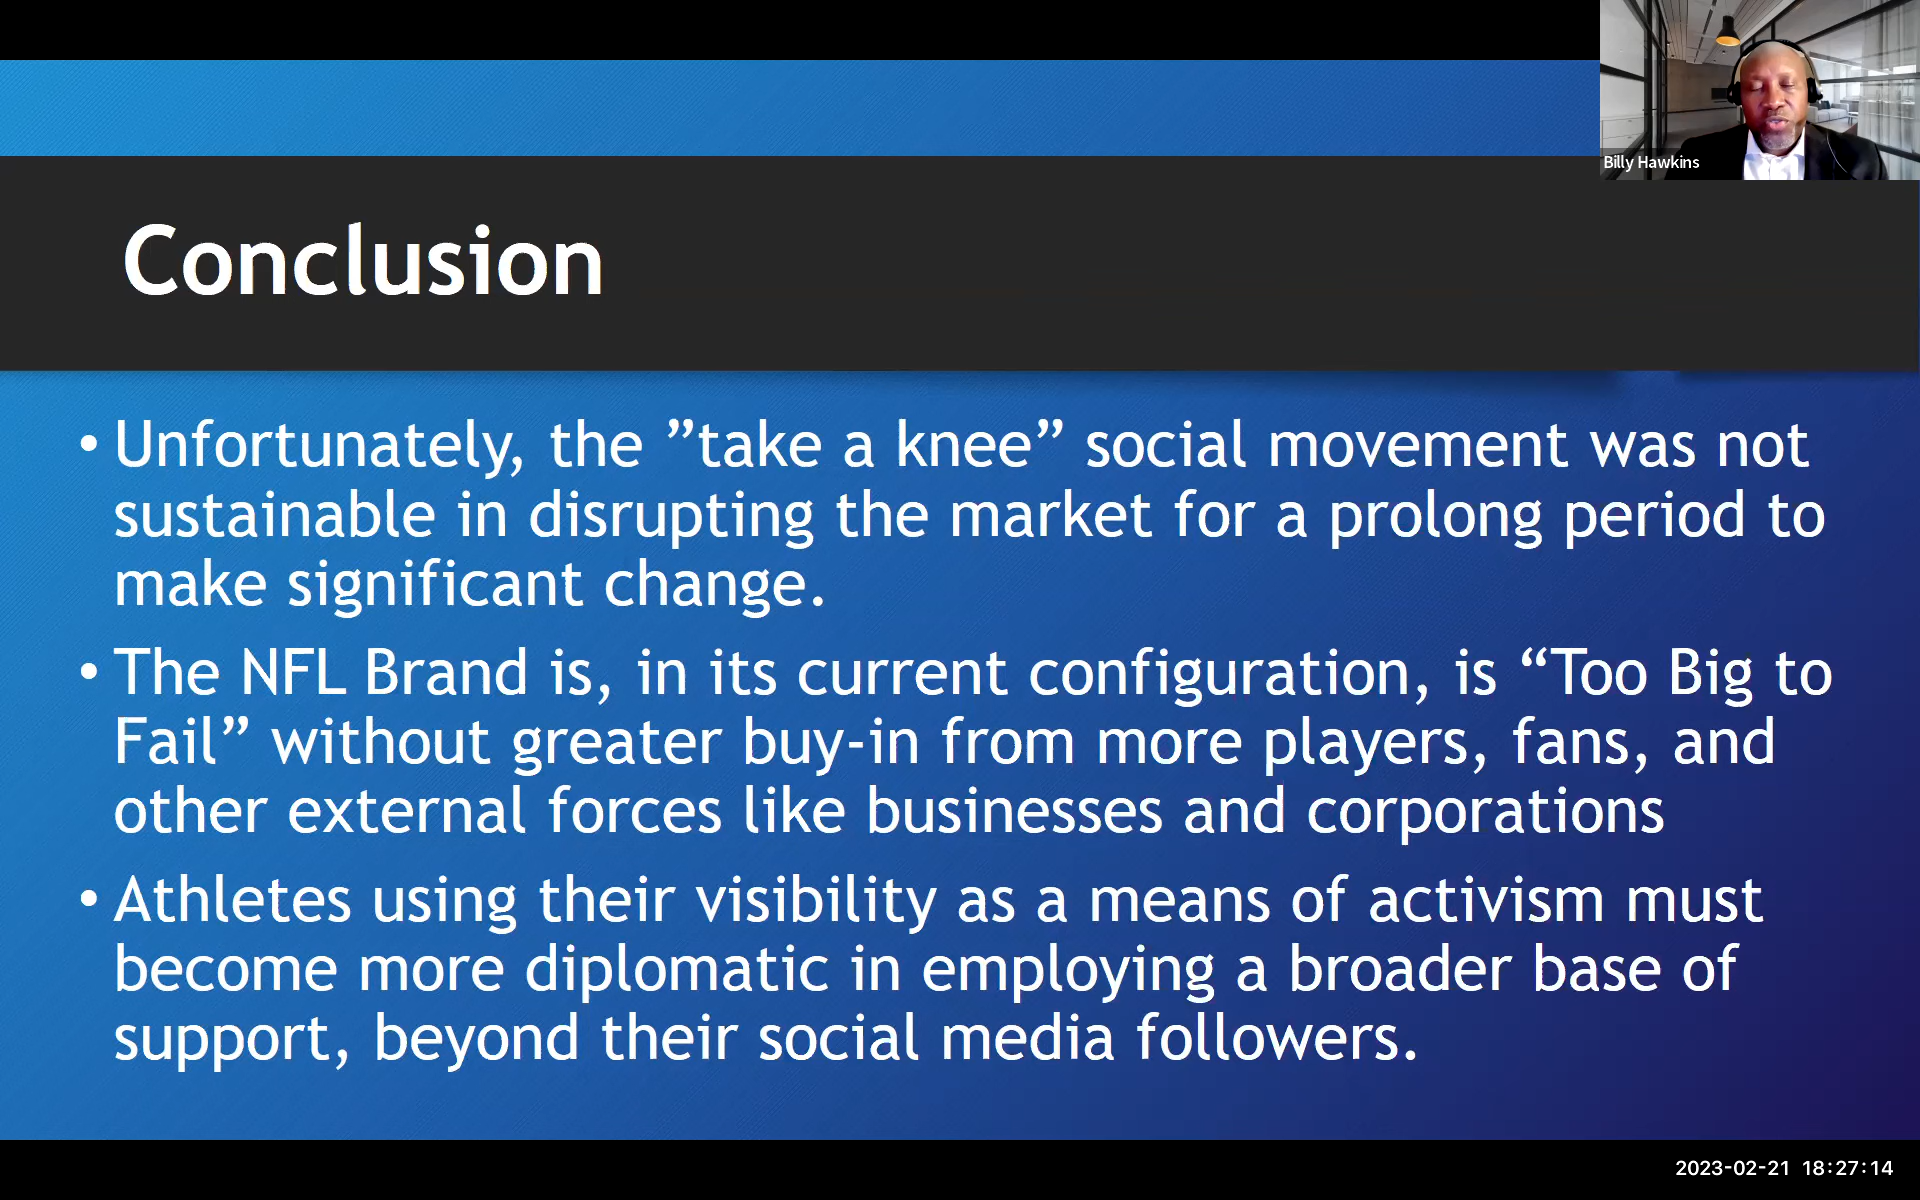 Billy Hawkins
Conclusion
• Unfortunately, the ”take a knee” social movement was not
sustainable in disrupting the market for a prolong period to
make significant change.
• The NFL Brand is, in its current configuration, is “Too Big to
Fail” without greater buy-in from more players, fans, and
other external forces like businesses and corporations
• Athletes using their visibility as a means of activism must
become more diplomatic in employing a broader base of
support, beyond their social media followers.
2023-02-21 18:27:14